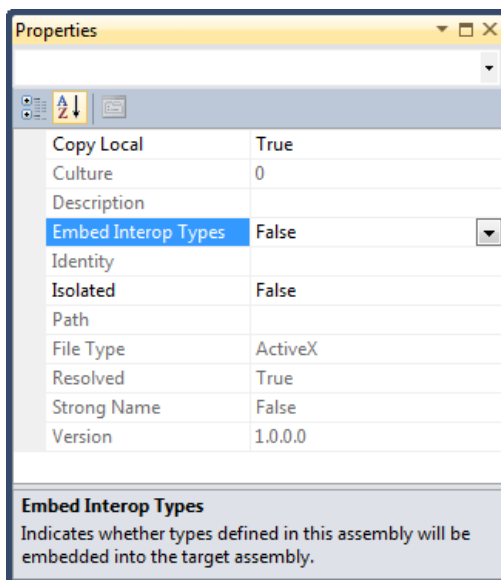 Properties
A
Z
Copy Local True
Culture 0
Description
Embed Interop Types False
Identity
Isolated False
Path
File Type ActiveX
Resolved True
Strong Name False
Version 1.0.0.0
Embed Interop Types
Indicates whether types defined in this assembly will be
embedded into the target assembly.